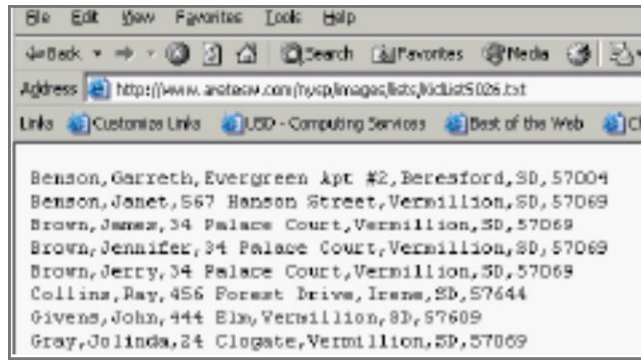 File Edit View Favorites Tools Help
Back Search Favorites Media
Address http://www.aretesw.com/nysp/images/lists/KidList5026.txt
Links Customize Links USD - Computing Services Best of the Web
Benson,Garreth,Evergreen Apt #2,Beresford,SD,57004
Benson,Janet,567 Hanson Street,Vermillion,SD,57069
Brown,James,34 Palace Court,Vermillion,SD,57069
Brown,Jennifer,34 Palace Court,Vermillion,SD,57069
Brown,Jerry,34 Palace Court,Vermillion,SD,57069
Collins,Ray,456 Forest Drive,Irene,SD,57644
Givens,John,444 Elm,Vermillion,SD,57609
Gray,Jolinda,24 Clogate,Vermillion,SD,57069